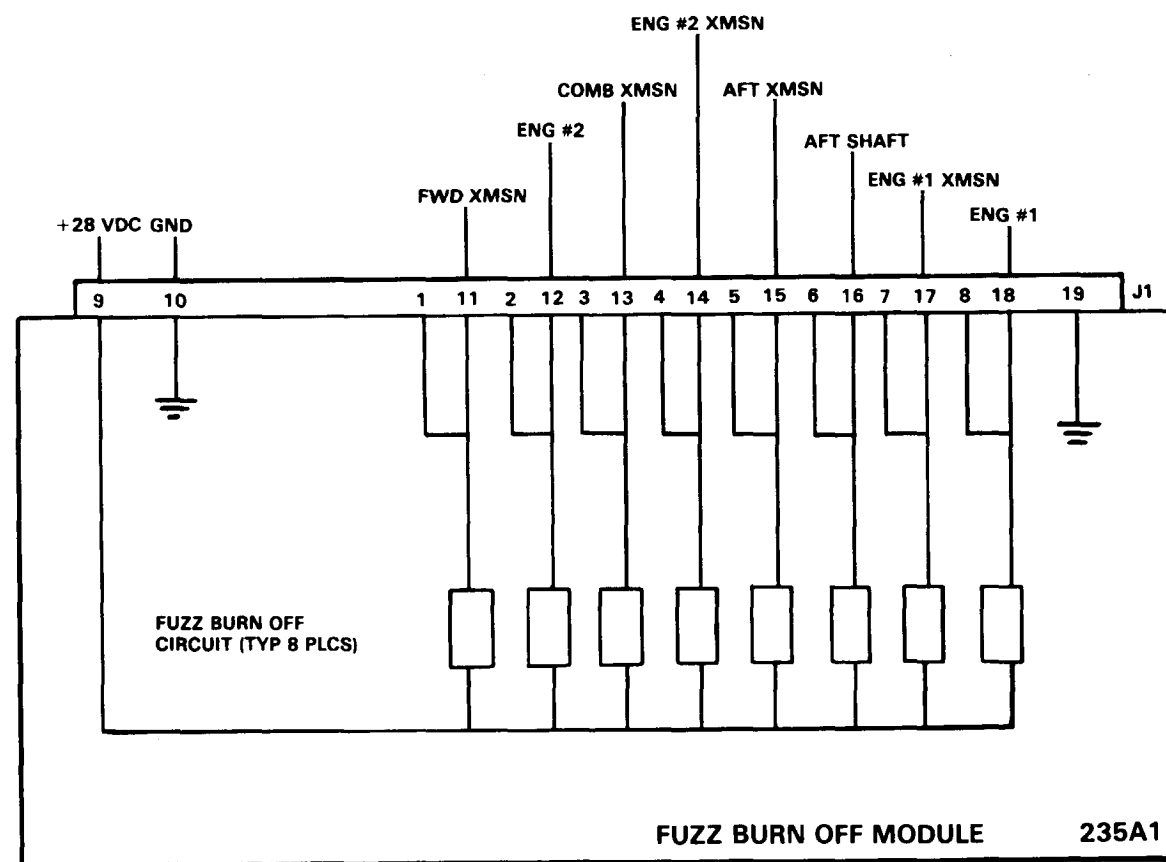 ENG #2 XMSN
COMB XMSN
AFT XMSN
ENG #2
AFT SHAFT
FWD XMSN
ENG #1 XMSN
+28 VDC GND
ENG #1
9 10 1 11 2 12 3 13 4 14 5 15 6 16 7 17 8 18 19 J1
FUZZ BURN OFF
CIRCUIT (TYP 8 PLCS)
FUZZ BURN OFF MODULE 235A1